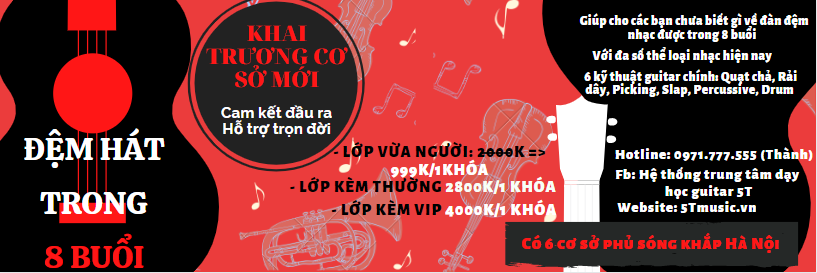 ĐỆM HÁT
TRONG
8 BUỔI
KHAI
TRƯƠNG CƠ
SỞ MỚI
Cam kết đầu ra
Hỗ trợ trọn đời
- LỚP VỪA NGƯỜI: 2000K =>
999K/1KHÓA
- LỚP KÈM THƯỜNG 2800K/1 KHÓA
- LỚP KÈM VIP 4000K/1 KHÓA
Giúp cho các bạn chưa biết gì về đàn đệm
nhạc được trong 8 buổi
Với đa số thể loại nhạc hiện nay
6 kỹ thuật guitar chính: Quạt chả, Rải
dây, Picking, Slap, Percussive, Drum
Hotline: 0971.777.555 (Thành)
Fb: Hệ thống trung tâm dạy
học guitar 5T
Website: 5Tmusic.vn
Có 6 cơ sở phủ sóng khắp Hà Nội